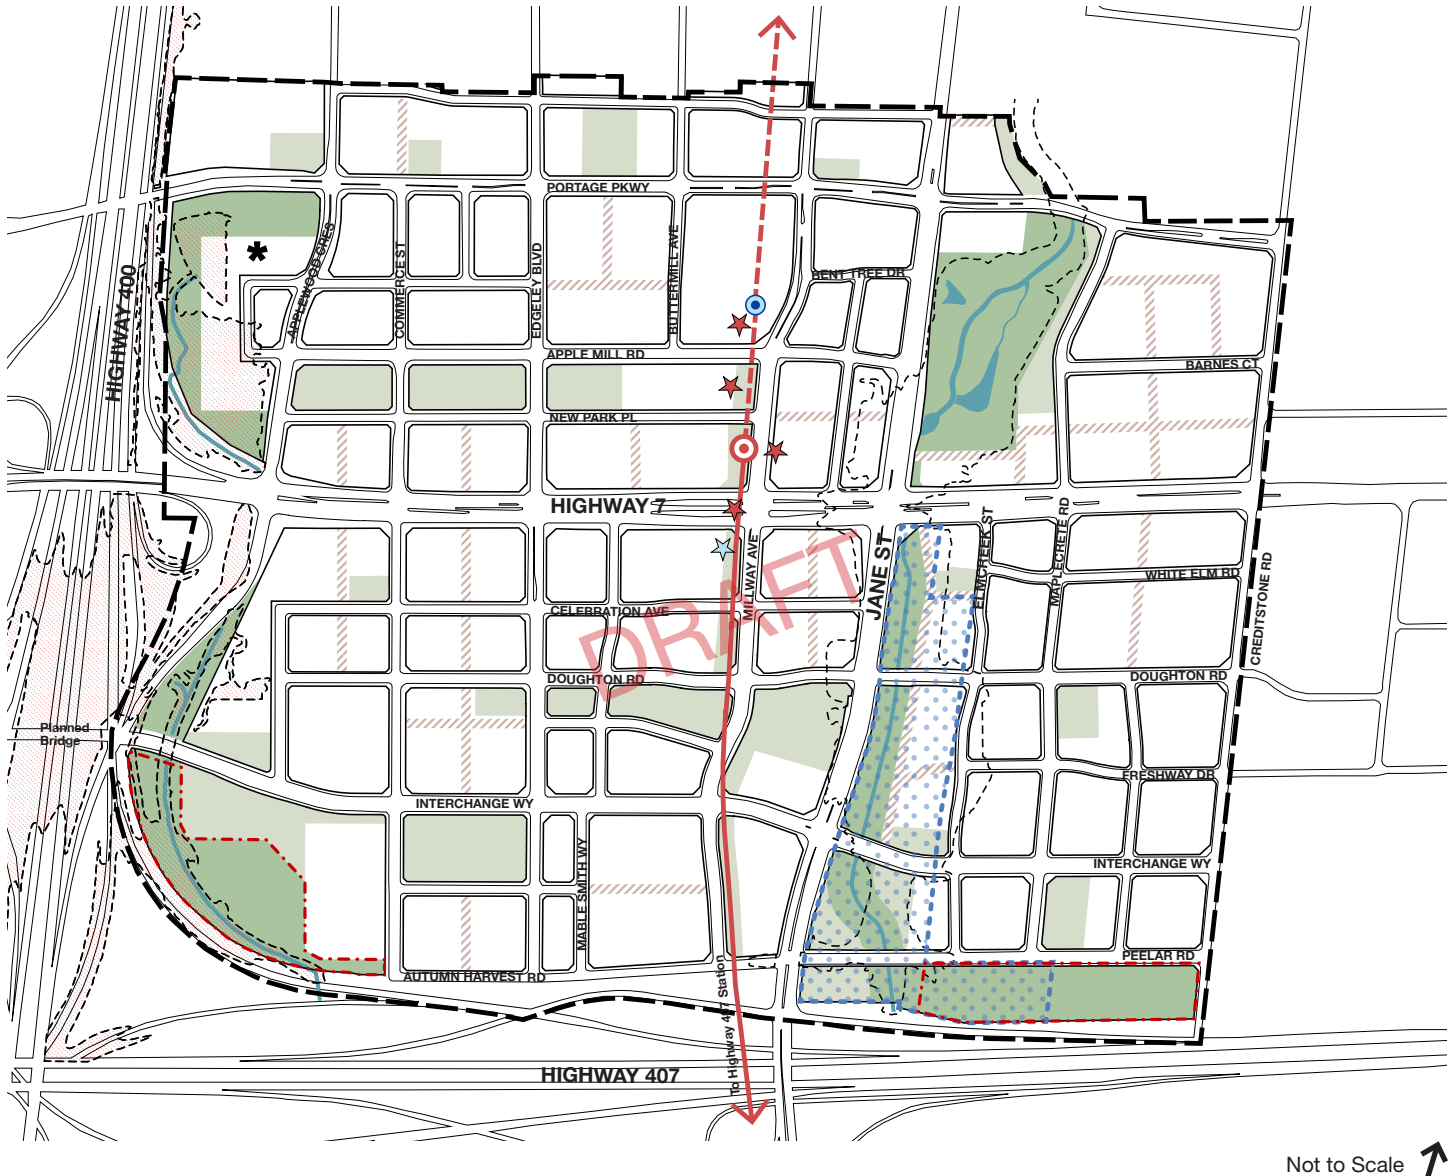 PORTAGE PKWY
APPLEWOOD CRES
COMMERCE ST
EDGELEY BLVD
BUTTERMILL AVE
BENT TREE DR
HIGHWAY 400
APPLE MILL RD
BARNES CT
NEW PARK PL
HIGHWAY 7
MILLWAY AVE
JANE ST
ELMCREEK ST
MAPLECRETE RD
WHITE ELM RD
CREDITSTONE RD
DRAFT
CELEBRATION AVE
DOUGHTON RD
DOUGHTON RD
Planned
Bridge
FRESHWAY DR
INTERCHANGE WY
MABLE SMITH WY
INTERCHANGE WY
PEELAR RD
AUTUMN HARVEST RD
To Highway 407 Station
HIGHWAY 407
Not to Scale